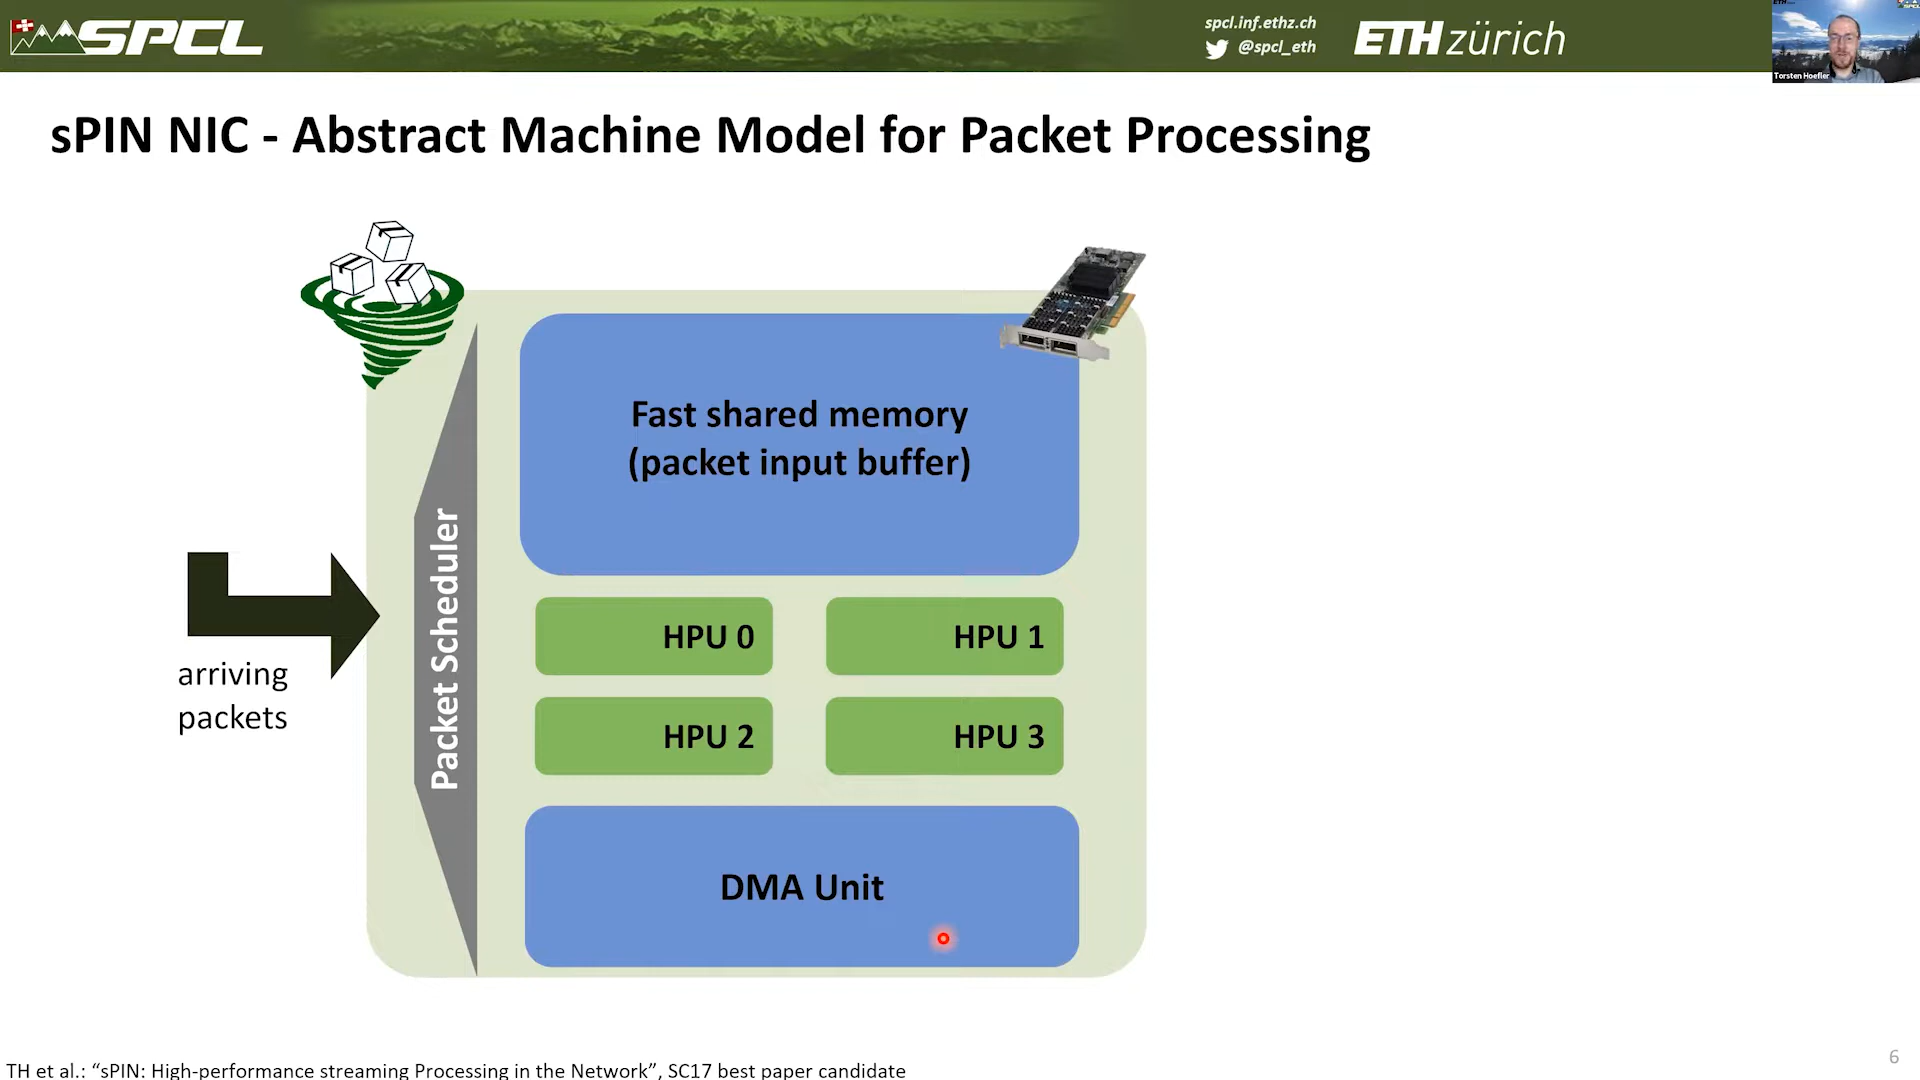 SPCL
spcl.inf.ethz.ch
@spcl_eth
ETH zürich
Torsten Hoefler
sPIN NIC - Abstract Machine Model for Packet Processing
Fast shared memory
(packet input buffer)
Packet Scheduler
HPU 0
HPU 1
arriving
packets
HPU 2
HPU 3
DMA Unit
6
TH et al.: “sPIN: High-performance streaming Processing in the Network”, SC17 best paper candidate